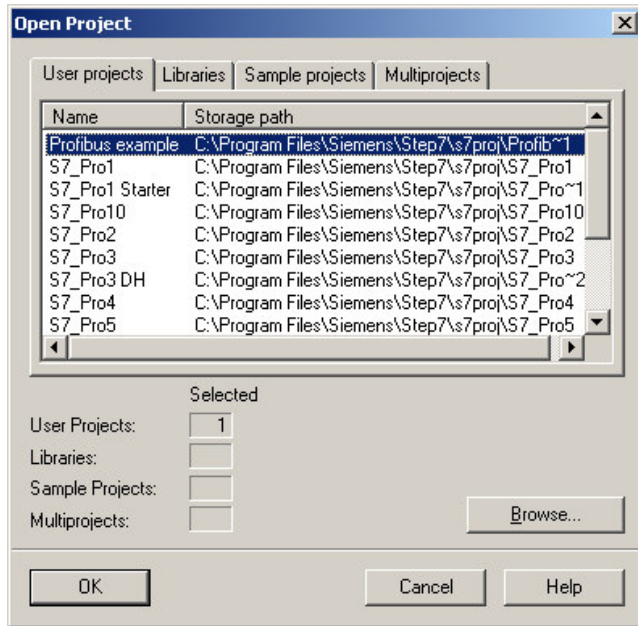 Open Project
User projects Libraries Sample projects Multiprojects
Name Storage path
Profibus example C:\Program Files\Siemens\Step7\s7proj\Profib~1
S7_Pro1 C:\Program Files\Siemens\Step7\s7proj\S7_Pro1
S7_Pro1 Starter C:\Program Files\Siemens\Step7\s7proj\S7_Pro~1
S7_Pro10 C:\Program Files\Siemens\Step7\s7proj\S7_Pro10
S7_Pro2 C:\Program Files\Siemens\Step7\s7proj\S7_Pro2
S7_Pro3 C:\Program Files\Siemens\Step7\s7proj\S7_Pro3
S7_Pro3 DH C:\Program Files\Siemens\Step7\s7proj\S7_Pro~2
S7_Pro4 C:\Program Files\Siemens\Step7\s7proj\S7_Pro4
S7_Pro5 C:\Program Files\Siemens\Step7\s7proj\S7_Pro5
Selected
User Projects: 1
Libraries:
Sample Projects:
Multiprojects:
Browse...
OK Cancel Help